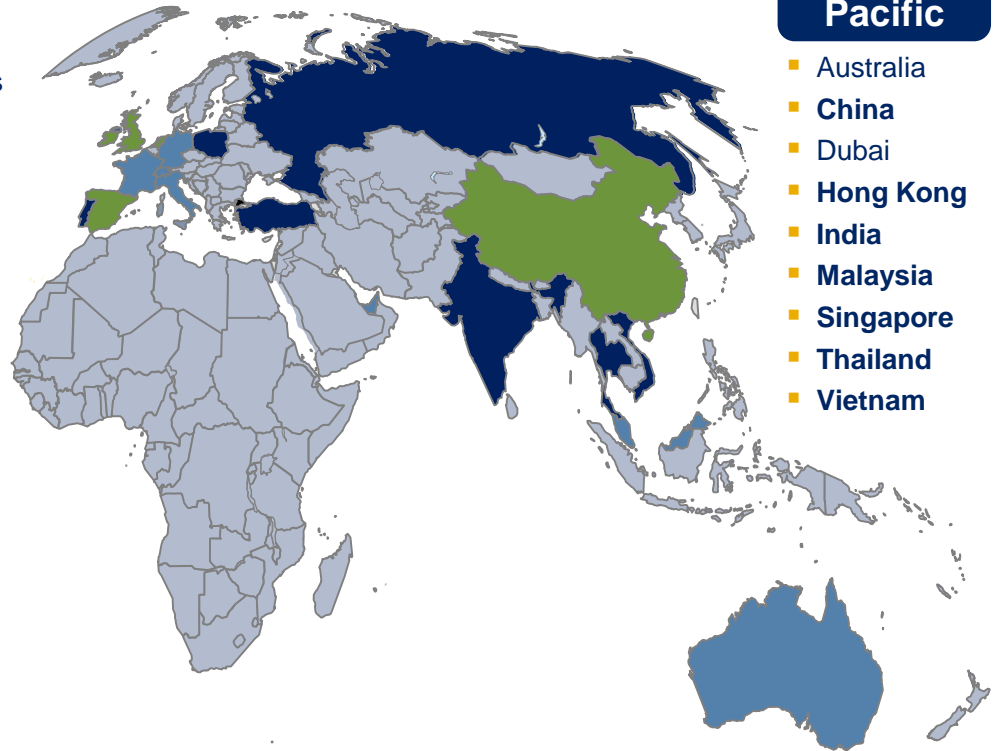 Pacific
Australia
China
Dubai
Hong Kong
India
Malaysia
Singapore
Thailand
Vietnam